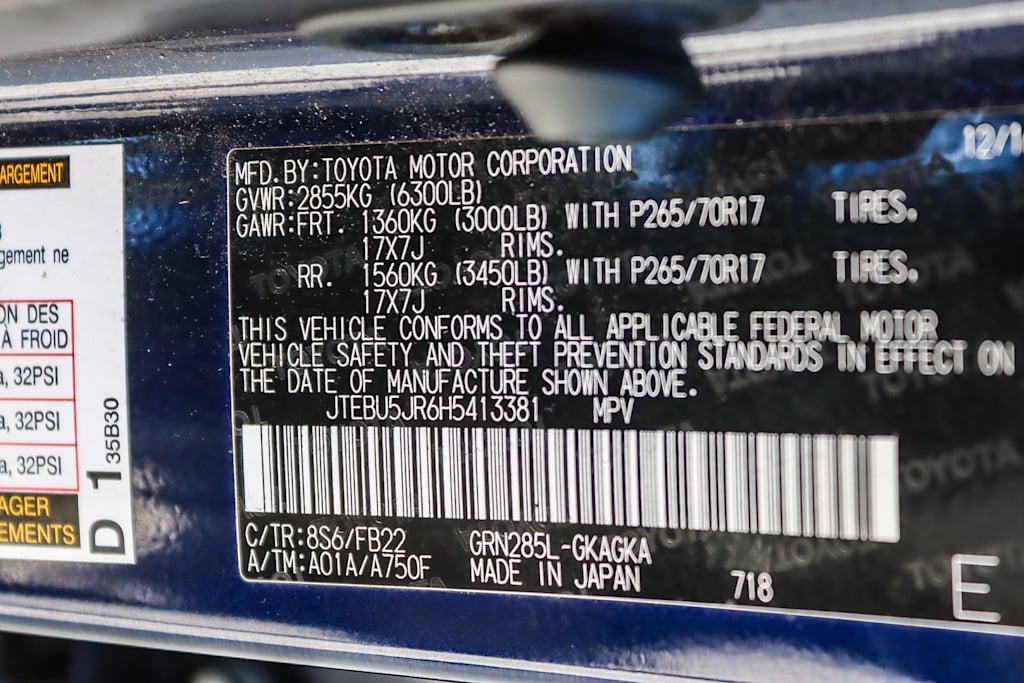 ARGEMENT
gement ne
ON DES
À FROID
a, 32PSI
a, 32PSI
a, 32PSI
AGER
EMENTS
D 1 35B30
12/1
MFD.BY:TOYOTA MOTOR CORPORATION
GVWR:2855KG (6300LB)
GAWR:FRT. 1360KG (3000LB) WITH P265/70R17 TIRES.
17X7J RIMS.
RR. 1560KG (3450LB) WITH P265/70R17 TIRES.
17X7J RIMS.
THIS VEHICLE CONFORMS TO ALL APPLICABLE FEDERAL MOTOR
VEHICLE SAFETY AND THEFT PREVENTION STANDARDS IN EFFECT ON
THE DATE OF MANUFACTURE SHOWN ABOVE.
JTEBU5JR6H5413381 MPV
C/TR:8S6/FB22 GRN285L-GKAGKA
A/TM:A01A/A750F MADE IN JAPAN 718
E